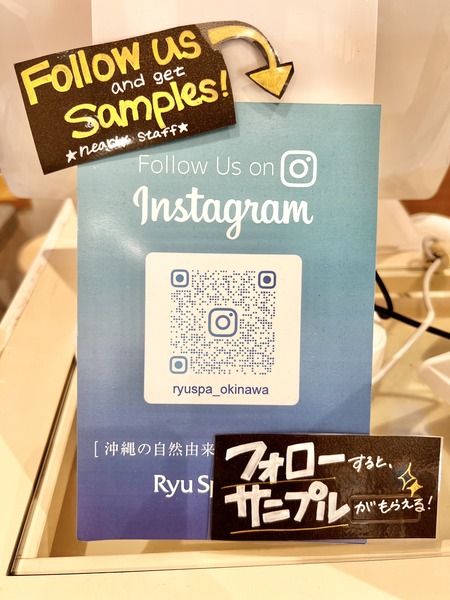 Follow us
and get
Samples!
★nearby staff★
Follow Us on
Instagram
ryuspa_okinawa
[ 沖縄の自然由来
Ryu Sp
フォローすると、
サンプルがもらえる!